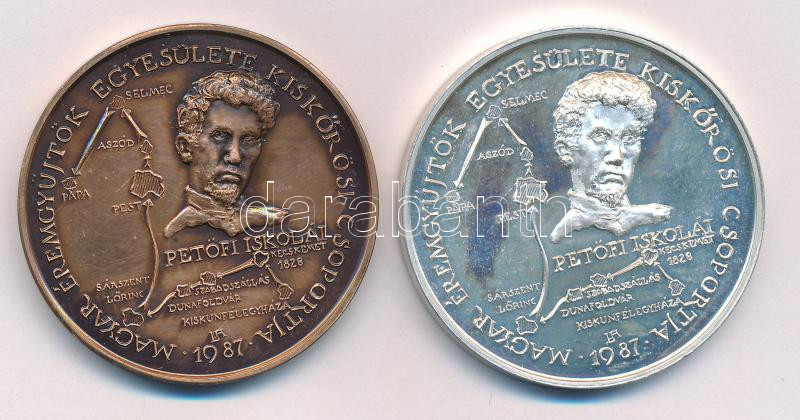 MAGYAR ÉREMGYŰJTŐK EGYESÜLETE KISKŐRÖSI CSOPORTJA
· 1987 ·
SELMEC
ASZÓD
PÁPA
PEST
PETŐFI ISKOLÁI
KECSKEMÉT
1828
SÁRSZENT
LŐRINC
SZABADSZÁLLÁS
DUNAFÖLDVÁR
KISKUNFÉLEGYHÁZA
MAGYAR ÉREMGYŰJTŐK EGYESÜLETE KISKŐRÖSI CSOPORTJA
· 1987 ·
SELMEC
ASZÓD
PÁPA
PEST
PETŐFI ISKOLÁI
KECSKEMÉT
1828
SÁRSZENT
LŐRINC
SZABADSZÁLLÁS
DUNAFÖLDVÁR
KISKUNFÉLEGYHÁZA
darabanth